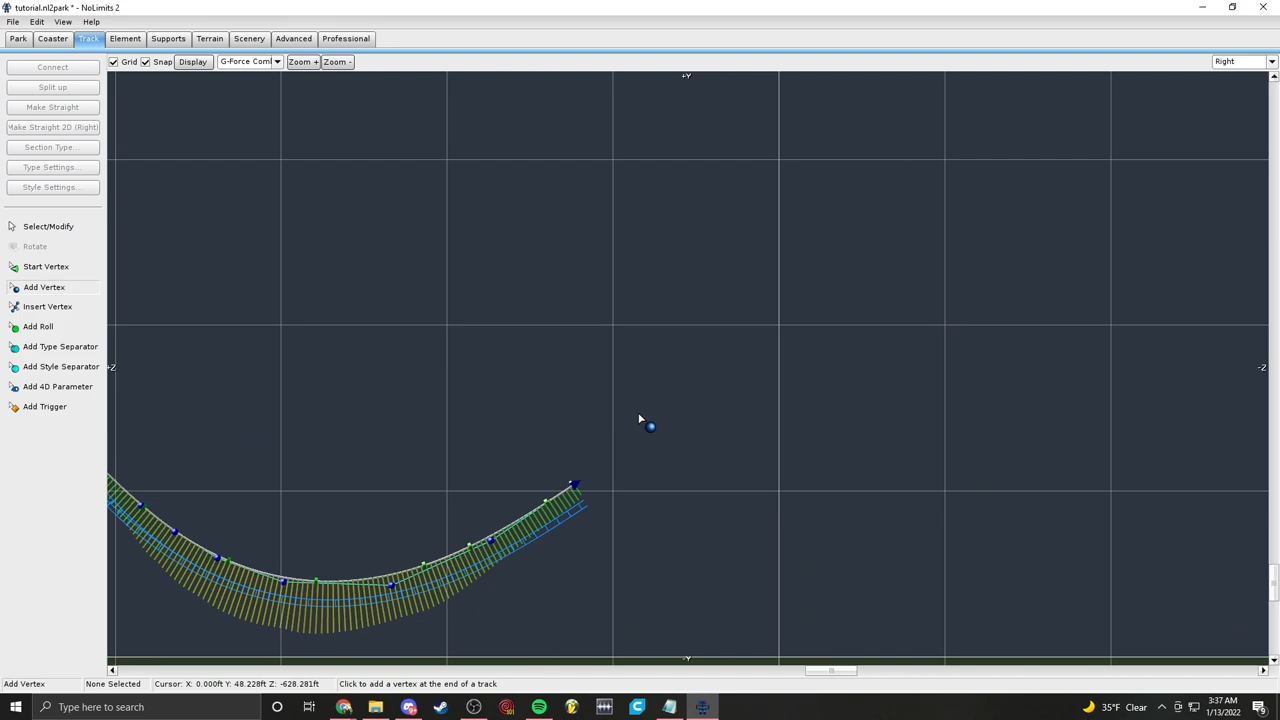 tutorial.nl2park * - NoLimits 2
File Edit View Help
Park Coaster Track Element Supports Terrain Scenery Advanced Professional
Grid Snap Display G-Force Coml Zoom + Zoom - Right
Connect
Split up
Make Straight
Make Straight 2D (Right)
Section Type...
Type Settings...
Style Settings...
Select/Modify
Rotate
Start Vertex
Add Vertex
Insert Vertex
Add Roll
Add Type Separator
Add Style Separator
Add 4D Parameter
Add Trigger
+Y
+Z
-Z
-Y
Add Vertex None Selected Cursor: X: 0.000ft Y: 48.228ft Z: -628.281ft Click to add a vertex at the end of a track
Type here to search
35°F Clear
3:37 AM
1/13/2022